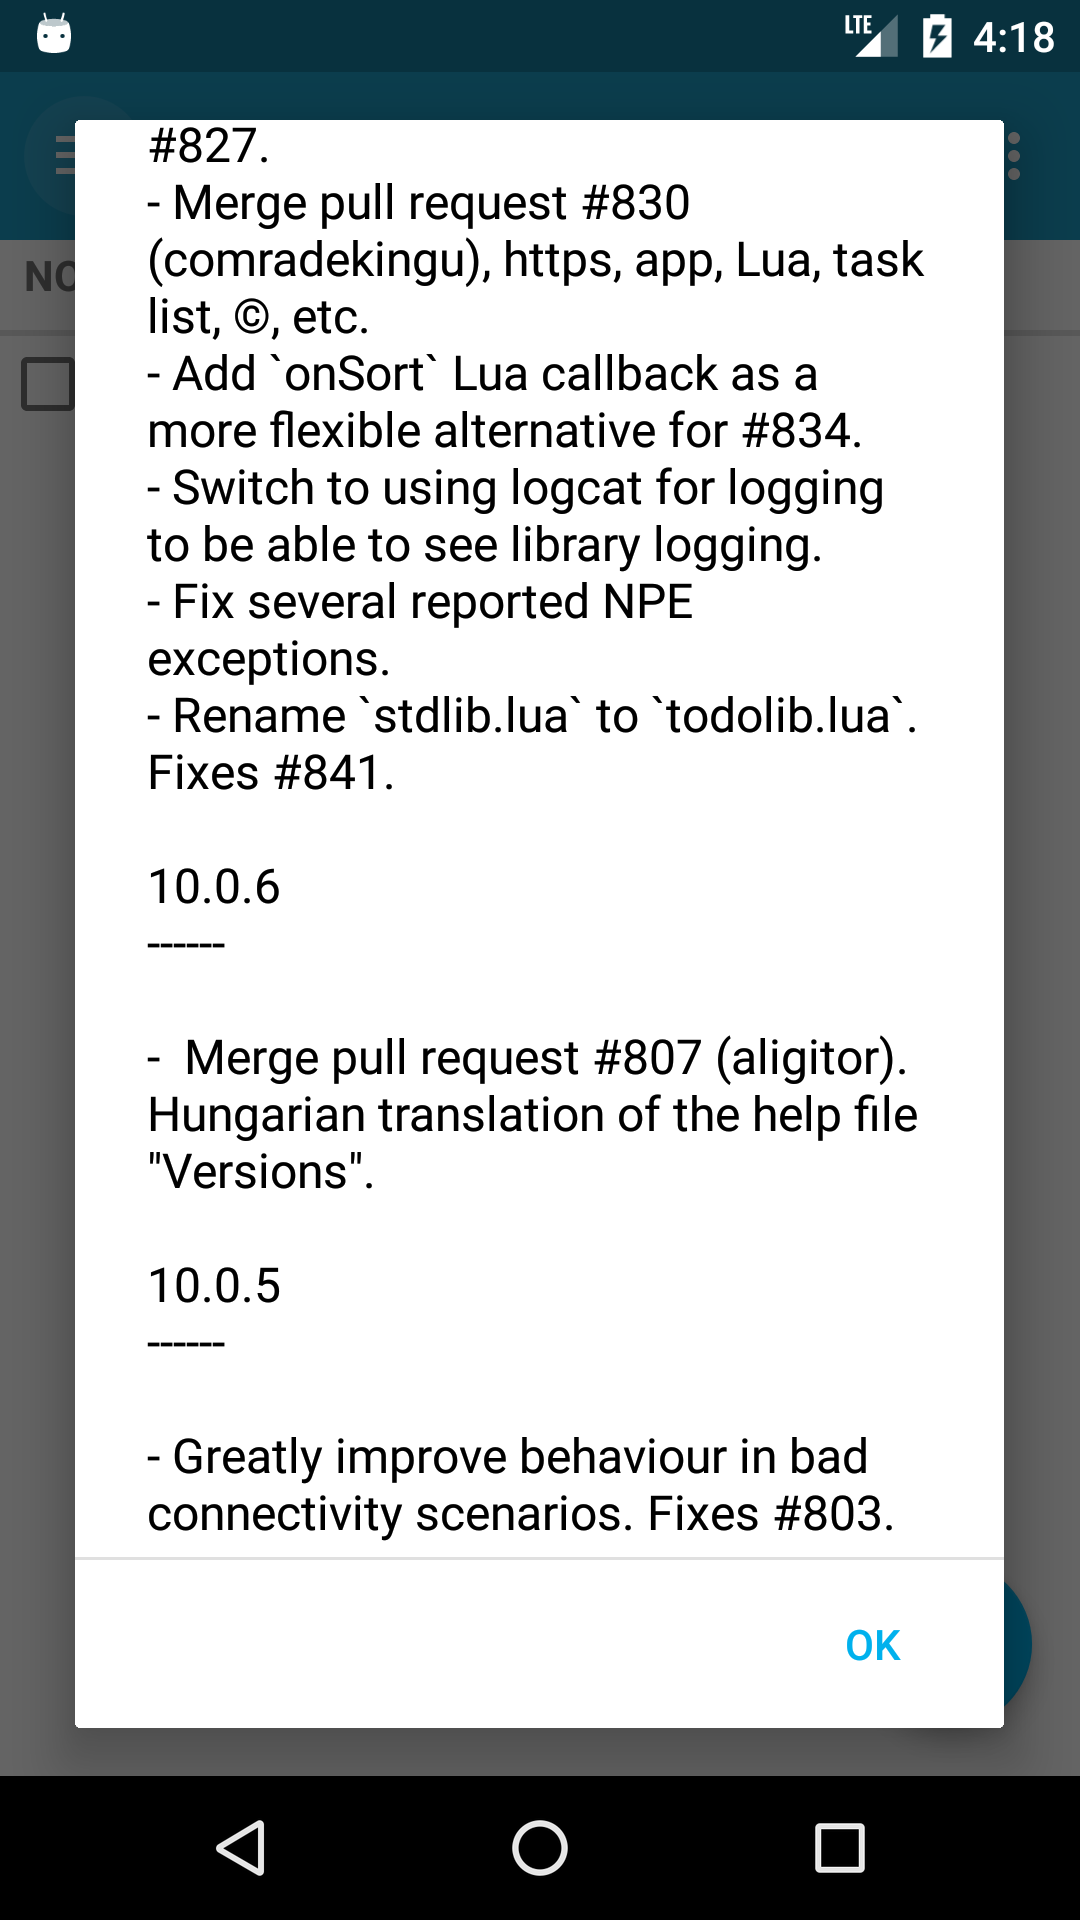 LTE 4:18
#827.
- Merge pull request #830
(comradekingu), https, app, Lua, task
list, ©, etc.
- Add `onSort` Lua callback as a
more flexible alternative for #834.
- Switch to using logcat for logging
to be able to see library logging.
- Fix several reported NPE
exceptions.
- Rename `stdlib.lua` to `todolib.lua`.
Fixes #841.
10.0.6
------
-  Merge pull request #807 (aligitor).
Hungarian translation of the help file
"Versions".
10.0.5
------
- Greatly improve behaviour in bad
connectivity scenarios. Fixes #803.
OK